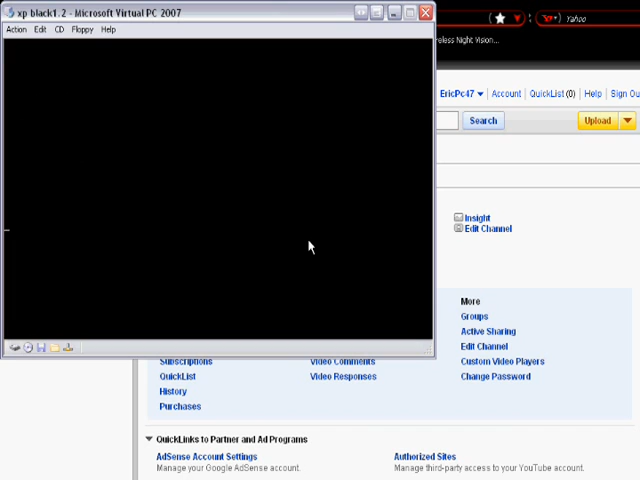 xp black1.2 - Microsoft Virtual PC 2007
Action Edit CD Floppy Help
Yahoo
reless Night Vision...
EricPc47 Account QuickList (0) Help Sign Ou
Search Upload
Insight
Edit Channel
More
Groups
Active Sharing
Edit Channel
Subscriptions Video Comments Custom Video Players
QuickList Video Responses Change Password
History
Purchases
QuickLinks to Partner and Ad Programs
AdSense Account Settings Authorized Sites
Manage your Google AdSense account. Manage third-party access to your YouTube account.